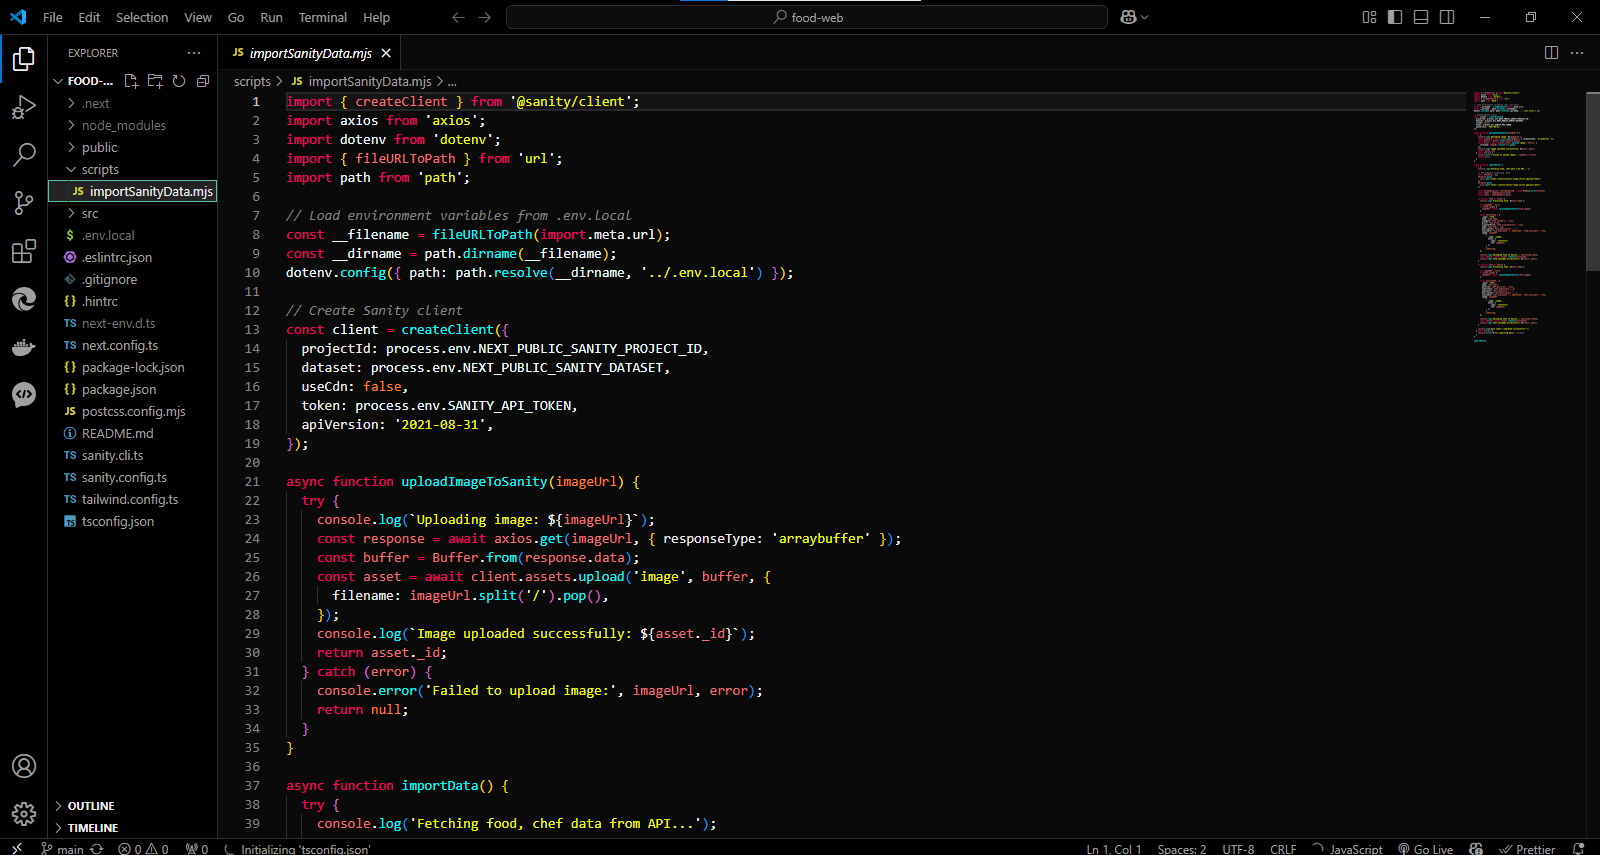 File Edit Selection View Go Run Terminal Help food-web
EXPLORER
FOOD-...
.next
node_modules
public
scripts
JS importSanityData.mjs
src
$ .env.local
.eslintrc.json
.gitignore
{} .hintrc
TS next-env.d.ts
TS next.config.ts
{} package-lock.json
{} package.json
JS postcss.config.mjs
README.md
TS sanity.cli.ts
TS sanity.config.ts
TS tailwind.config.ts
TS tsconfig.json
OUTLINE
TIMELINE
JS importSanityData.mjs
scripts > JS importSanityData.mjs > ...
1 import { createClient } from '@sanity/client';
2 import axios from 'axios';
3 import dotenv from 'dotenv';
4 import { fileURLToPath } from 'url';
5 import path from 'path';
6
7 // Load environment variables from .env.local
8 const __filename = fileURLToPath(import.meta.url);
9 const __dirname = path.dirname(__filename);
10 dotenv.config({ path: path.resolve(__dirname, '../.env.local') });
11
12 // Create Sanity client
13 const client = createClient({
14 projectId: process.env.NEXT_PUBLIC_SANITY_PROJECT_ID,
15 dataset: process.env.NEXT_PUBLIC_SANITY_DATASET,
16 useCdn: false,
17 token: process.env.SANITY_API_TOKEN,
18 apiVersion: '2021-08-31',
19 });
20
21 async function uploadImageToSanity(imageUrl) {
22 try {
23 console.log(`Uploading image: ${imageUrl}`);
24 const response = await axios.get(imageUrl, { responseType: 'arraybuffer' });
25 const buffer = Buffer.from(response.data);
26 const asset = await client.assets.upload('image', buffer, {
27 filename: imageUrl.split('/').pop(),
28 });
29 console.log(`Image uploaded successfully: ${asset._id}`);
30 return asset._id;
31 } catch (error) {
32 console.error('Failed to upload image:', imageUrl, error);
33 return null;
34 }
35 }
36
37 async function importData() {
38 try {
39 console.log('Fetching food, chef data from API...');
main 0 0 0 Initializing 'tsconfig.json' Ln 1, Col 1 Spaces: 2 UTF-8 CRLF JavaScript Go Live Prettier